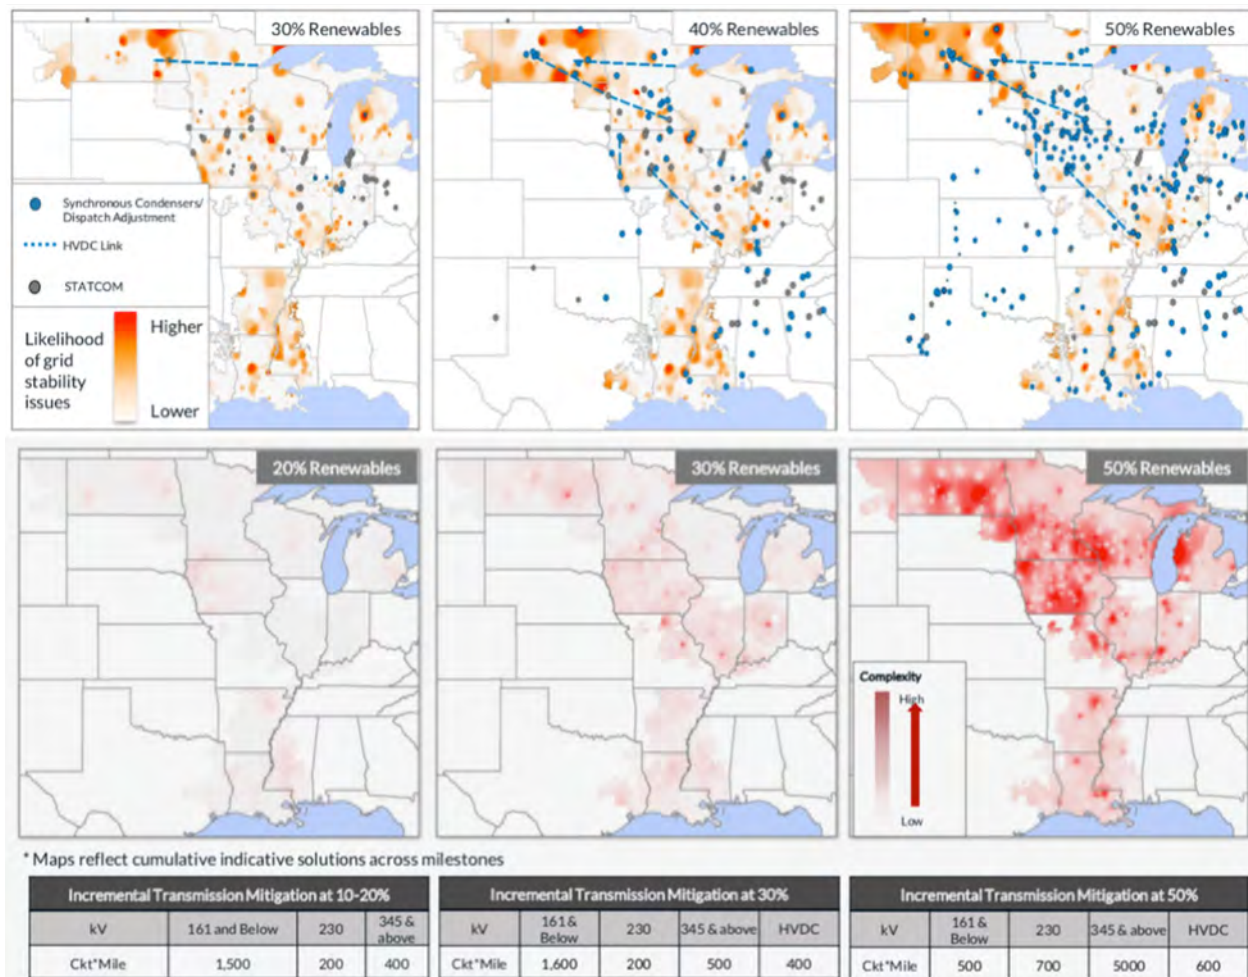 30% Renewables
40% Renewables
50% Renewables
Synchronous Condensers/
Dispatch Adjustment
HVDC Link
STATCOM
Likelihood
of grid
stability
issues
Higher
Lower
20% Renewables
30% Renewables
50% Renewables
Complexity
High
Low
* Maps reflect cumulative indicative solutions across milestones
Incremental Transmission Mitigation at 10-20%
kV 161 and Below 230 345 & above
Ckt*Mile 1,500 200 400
Incremental Transmission Mitigation at 30%
kV 161 & Below 230 345 & above HVDC
Ckt*Mile 1,600 200 500 400
Incremental Transmission Mitigation at 50%
kV 161 & Below 230 345 & above HVDC
Ckt*Mile 500 700 5000 600